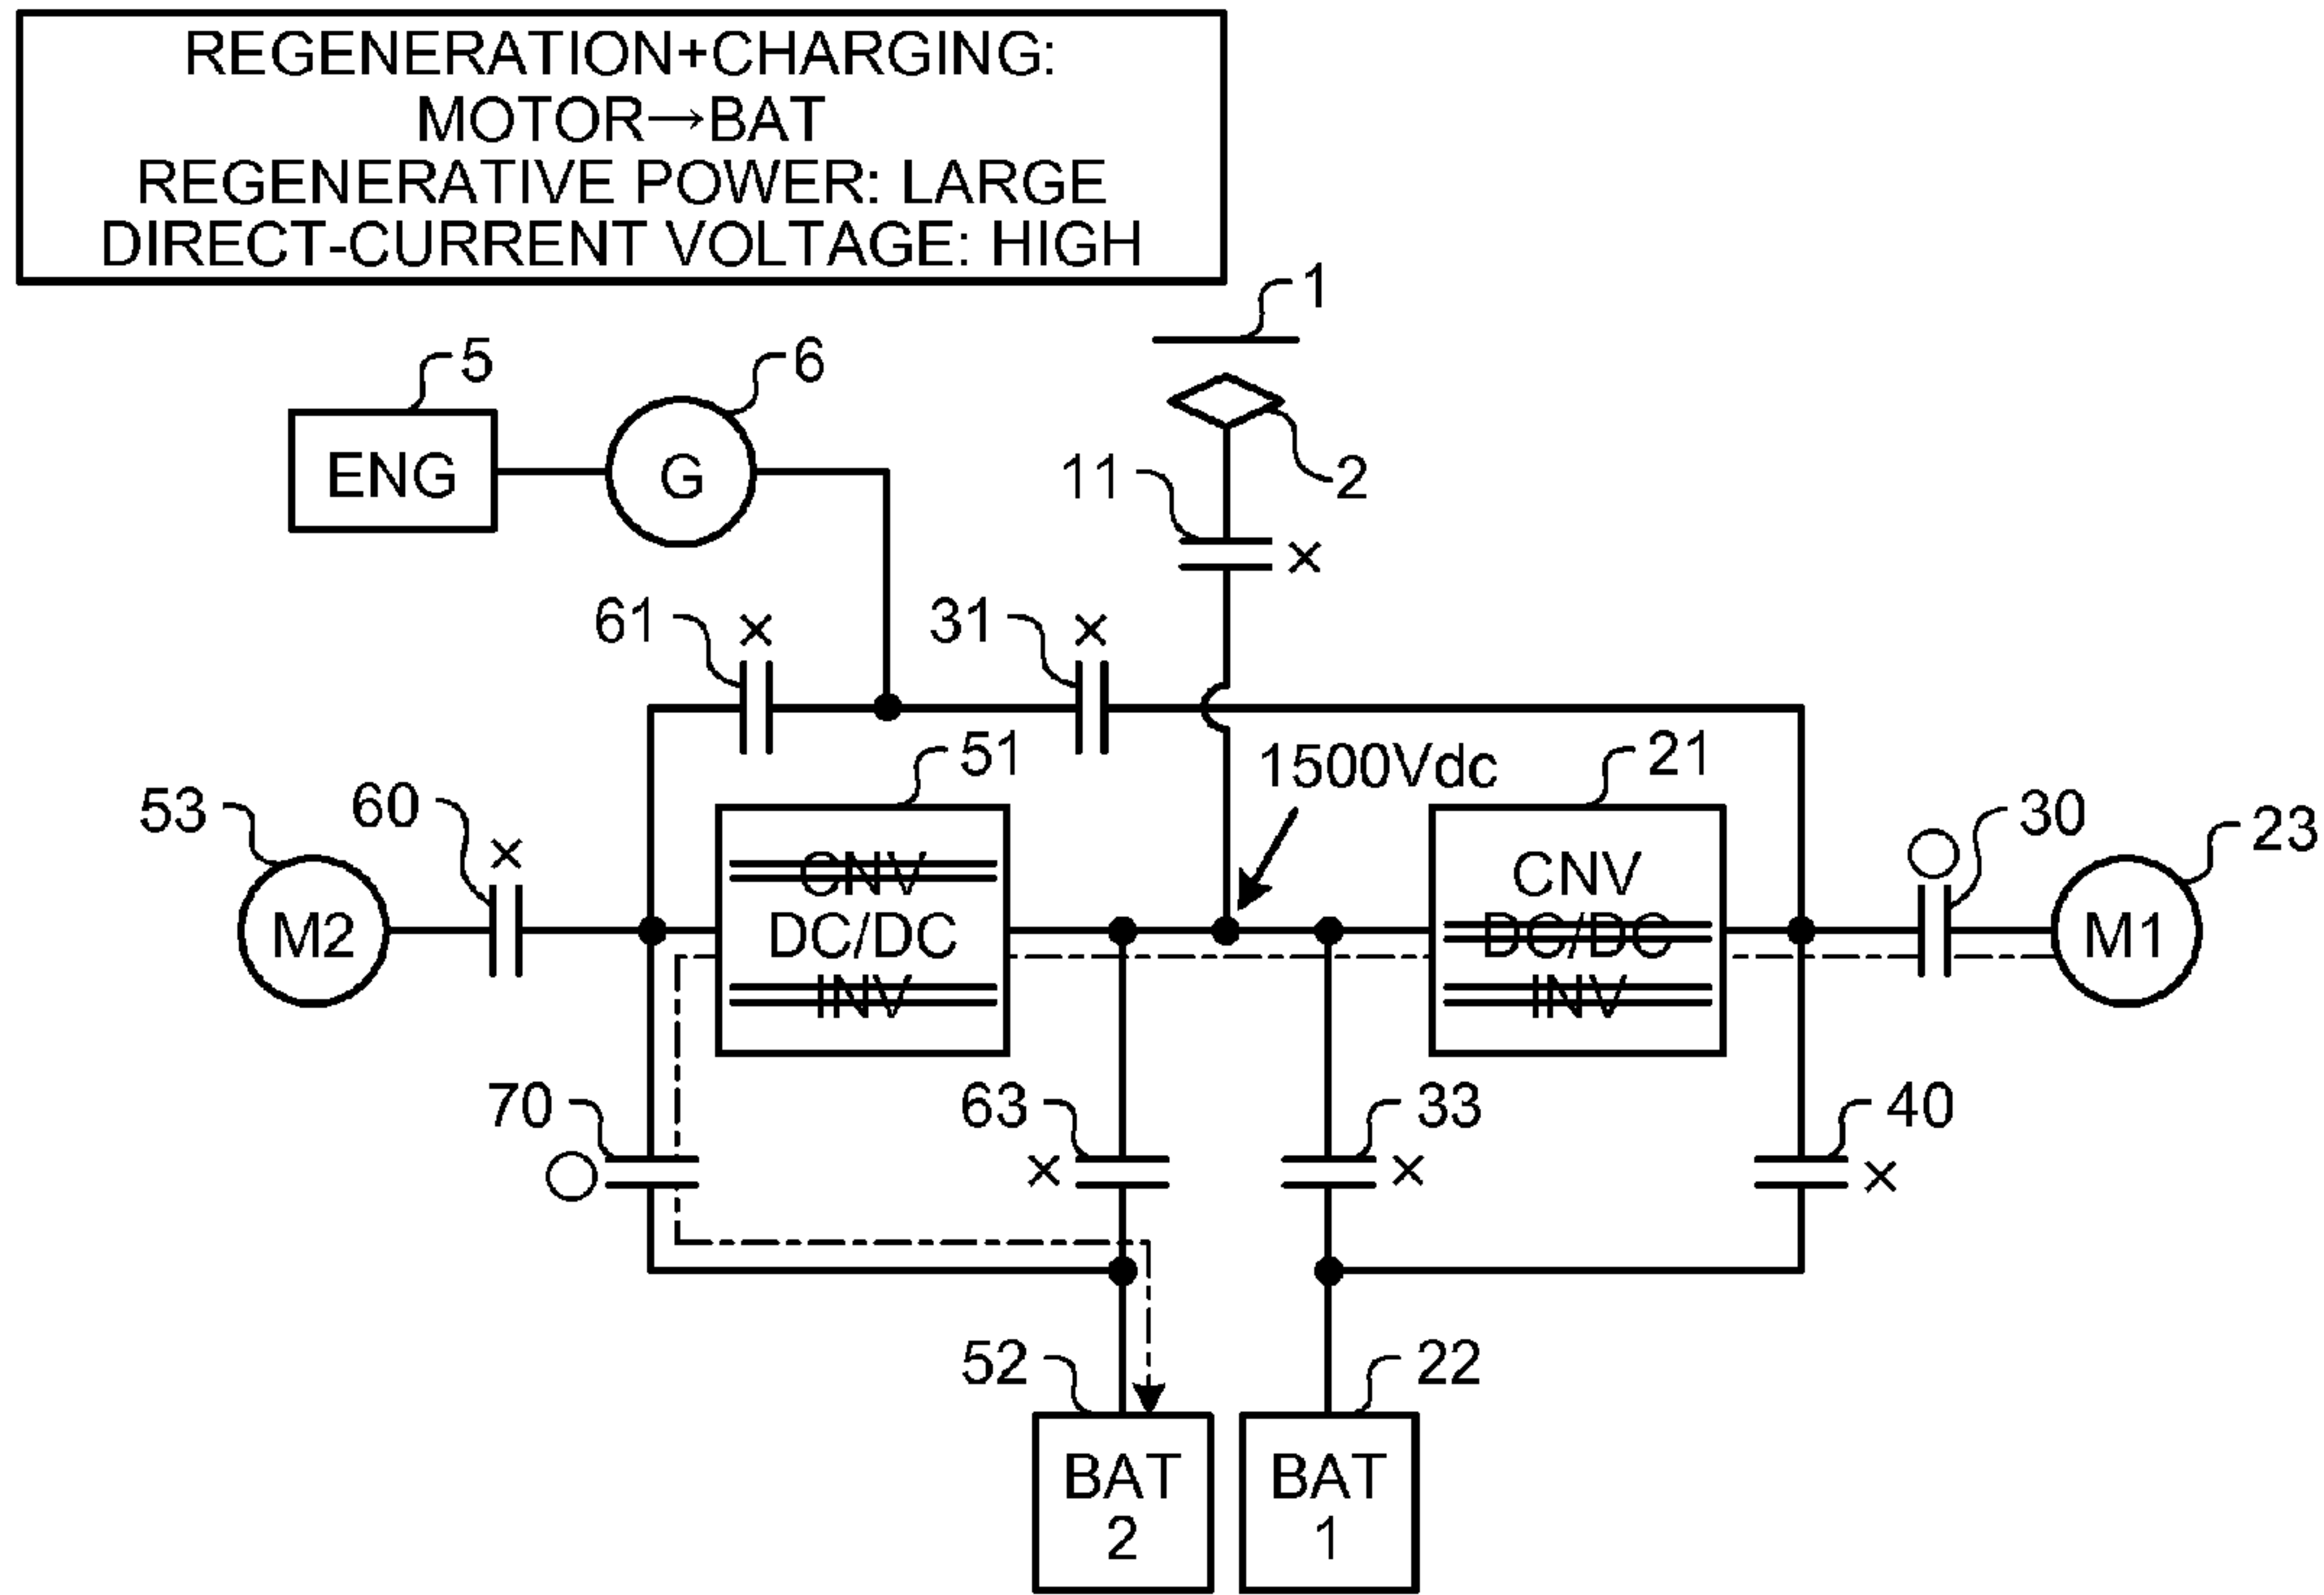 REGENERATION+CHARGING:
MOTOR→BAT
REGENERATIVE POWER: LARGE
DIRECT-CURRENT VOLTAGE: HIGH
1
5
6
ENG
G
11
2
61
×
31
×
×
51
1500Vdc
21
53
60
×
30
23
CNV
DC/DC
INV
CNV
DC/DC
INV
M2
M1
70
63
33
40
×
×
×
52
22
BAT
2
BAT
1